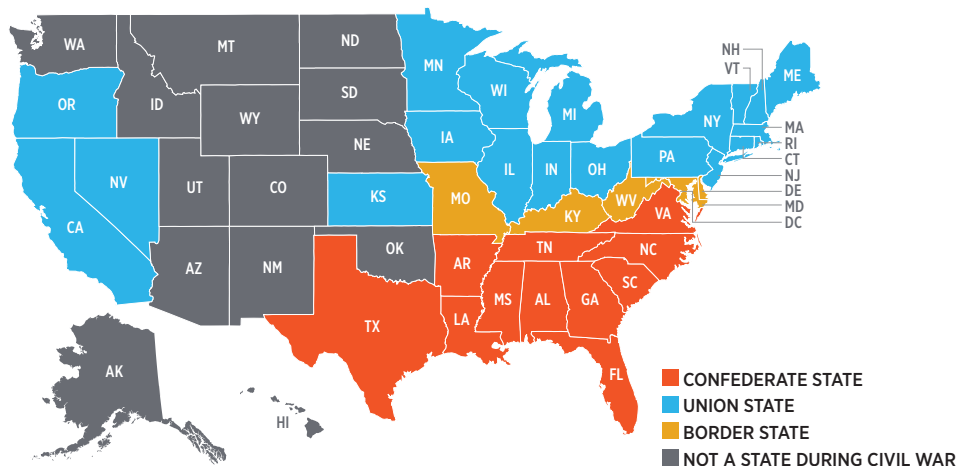 WA
MT
ND
MN
NH
VT
ME
OR
ID
SD
WI
MI
NY
WY
IA
MA
NE
RI
PA
CT
NV
UT
CO
IL
IN
OH
NJ
KS
MO
WV
DE
CA
KY
MD
VA
DC
OK
TN
NC
AZ
NM
AR
SC
MS
AL
GA
LA
TX
AK
FL
HI
CONFEDERATE STATE
UNION STATE
BORDER STATE
NOT A STATE DURING CIVIL WAR